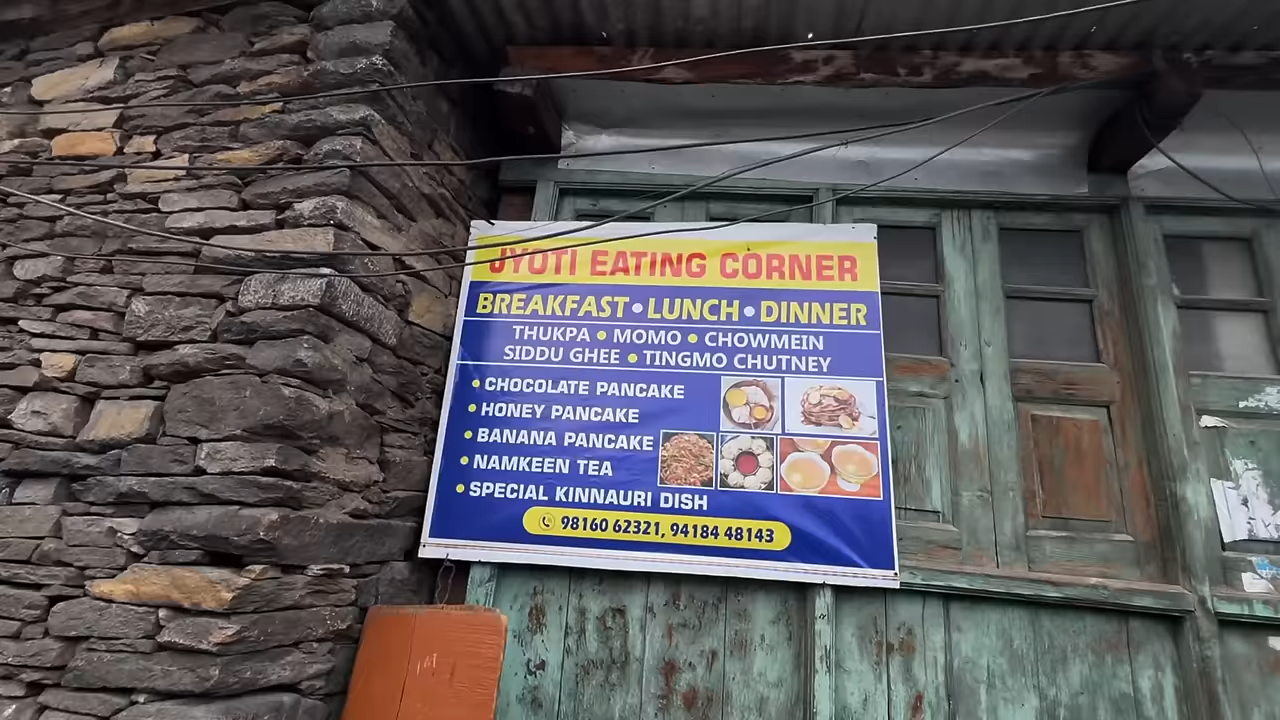 JYOTI EATING CORNER
BREAKFAST • LUNCH • DINNER
THUKPA • MOMO • CHOWMEIN
SIDDU GHEE • TINGMO CHUTNEY
• CHOCOLATE PANCAKE
• HONEY PANCAKE
• BANANA PANCAKE
• NAMKEEN TEA
• SPECIAL KINNAURI DISH
98160 62321, 94184 48143